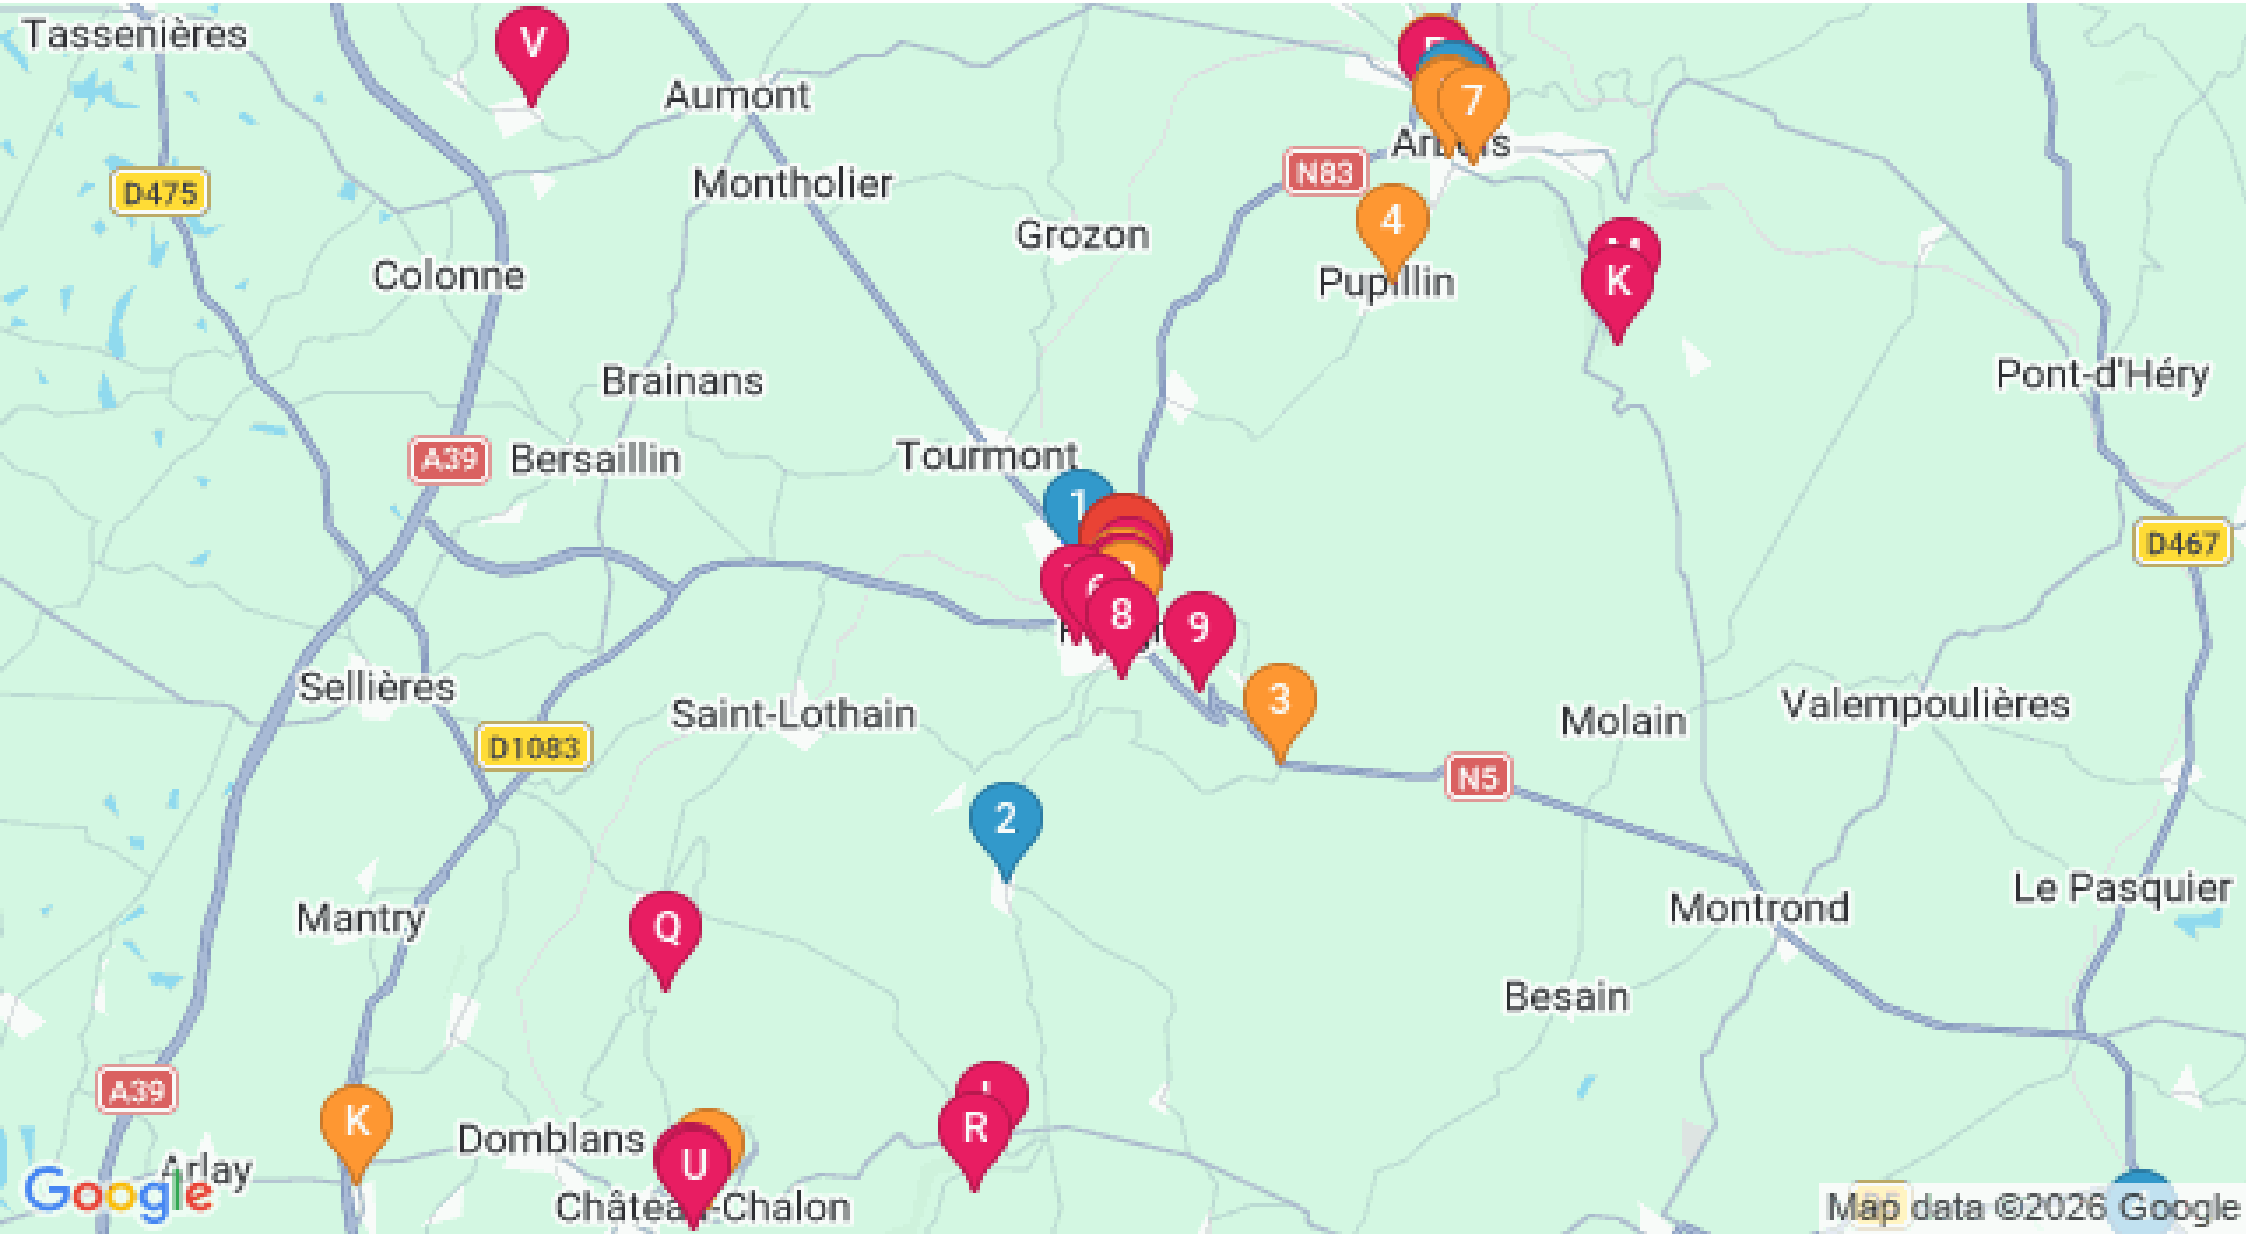 Tassenières
V
Aumont
7
D475
Montholier
N83
4
Grozon
Colonne
Pupillin
K
Brainans
Pont-d'Héry
A39
Bersaillin
Tourmont
1
D467
8
9
Sellières
Saint-Lothain
3
Molain
Valempoulières
D1083
N5
2
Mantry
Q
Montrond
Le Pasquier
Besain
A39
K
Domblans
R
U
Arlay
Château-Chalon
Google
Map data ©2026 Google